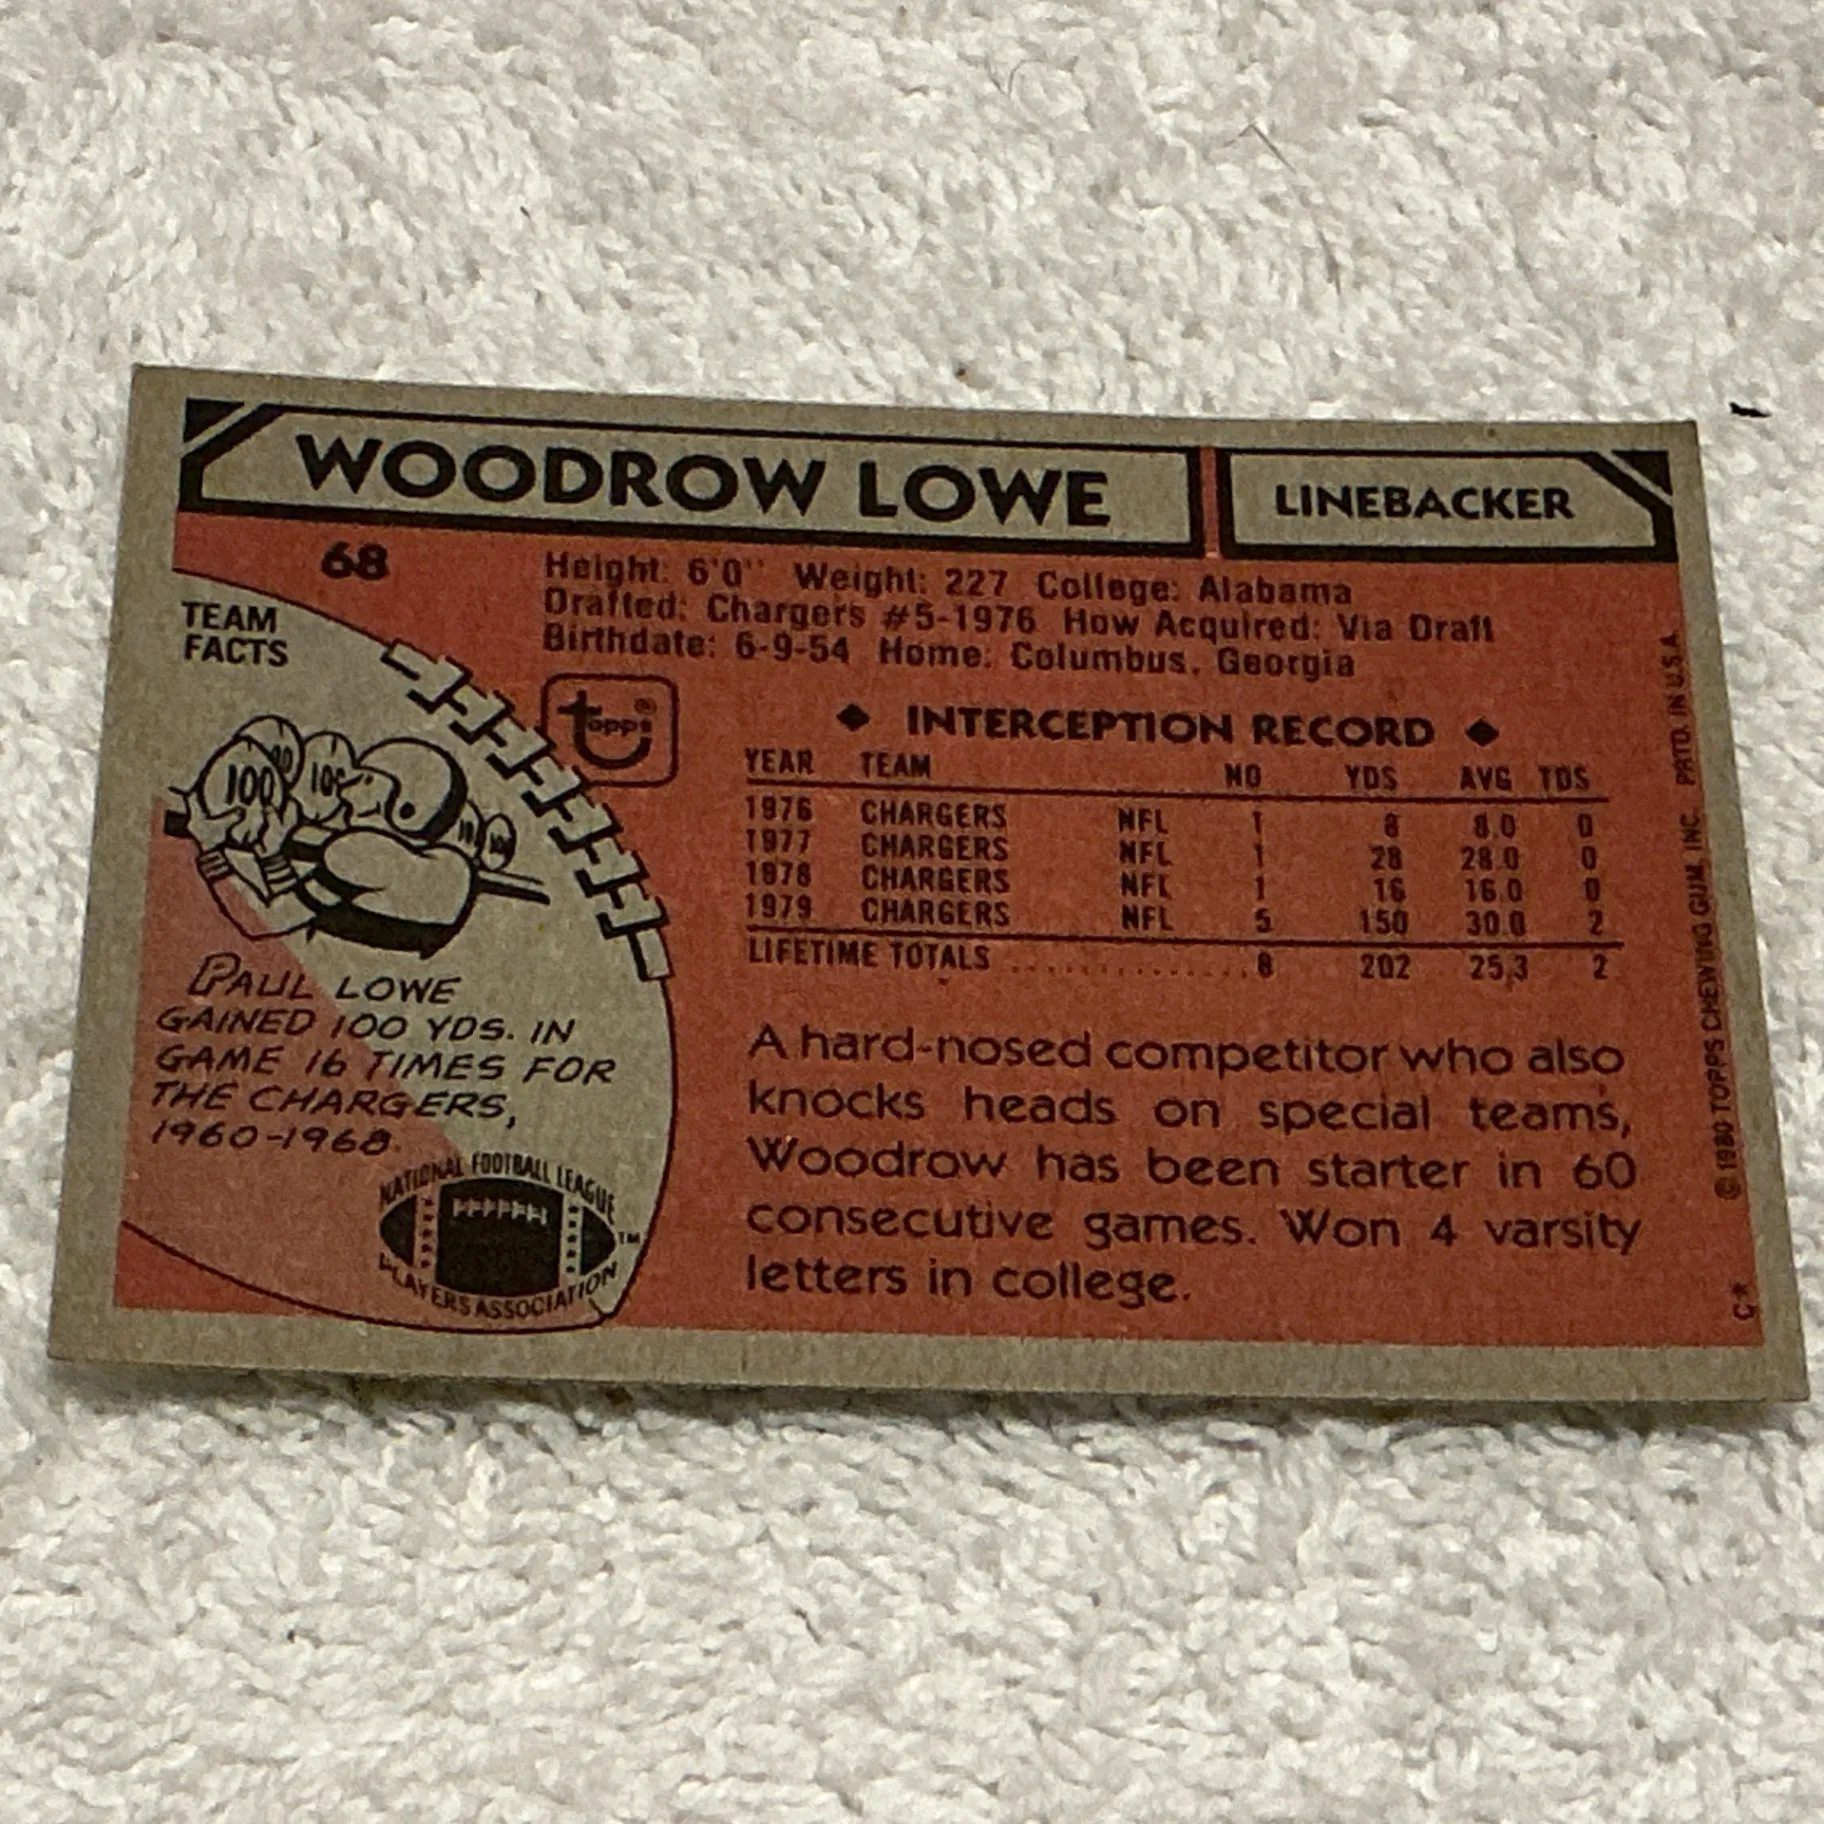 WOODROW LOWE
LINEBACKER
68
Height: 6'0" Weight: 227 College: Alabama
Drafted: Chargers #5-1976 How Acquired: Via Draft
Birthdate: 6-9-54 Home: Columbus, Georgia
TEAM
FACTS
topps®
◆ INTERCEPTION RECORD ◆
YEAR TEAM NO YDS AVG TDS
1976 CHARGERS NFL 1 8 8.0 0
1977 CHARGERS NFL 1 28 28.0 0
1978 CHARGERS NFL 1 16 16.0 0
1979 CHARGERS NFL 5 150 30.0 2
LIFETIME TOTALS .................. 8 202 25.3 2
100
100
PAUL LOWE
GAINED 100 YDS. IN
GAME 16 TIMES FOR
THE CHARGERS,
1960-1968.
NATIONAL FOOTBALL LEAGUE
PLAYERS ASSOCIATION
TM
A hard-nosed competitor who also
knocks heads on special teams,
Woodrow has been starter in 60
consecutive games. Won 4 varsity
letters in college.
© 1980 TOPPS CHEWING GUM, INC. PRTD. IN U.S.A.
C*